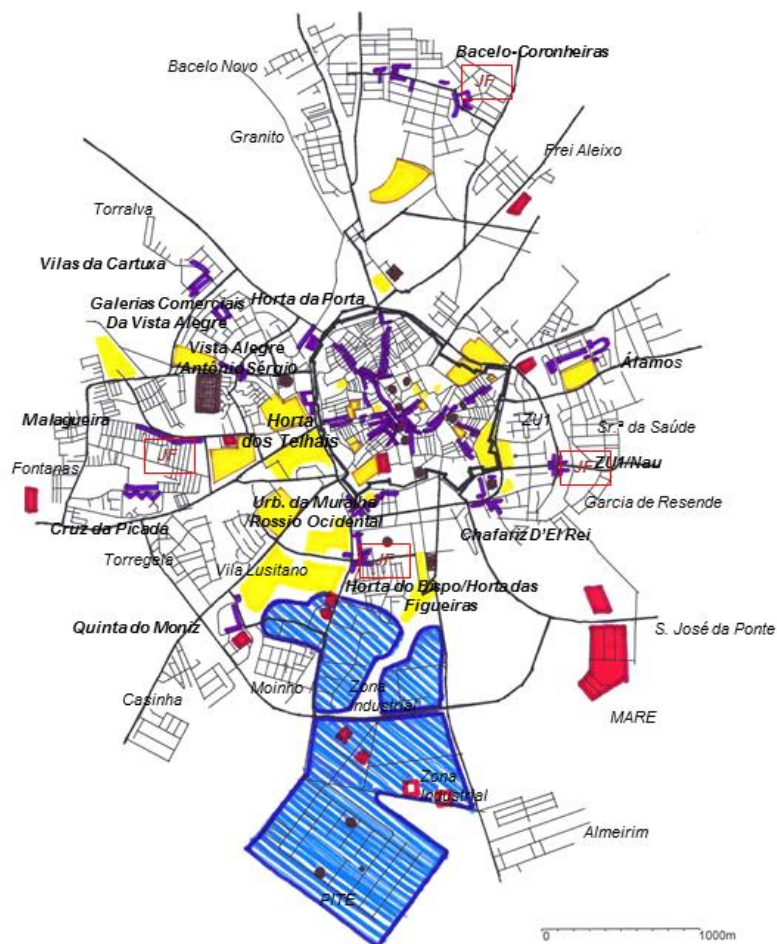 Bacelo-Coronheiras
Bacelo Novo
JF
Granito
Frei Aleixo
Torralva
Vilas da Cartuxa
Galerias Comerciais
Da Vista Alegre
Horta da Porta
Vista Alegre
/António Sérgio
Álamos
Malagueira
Horta
dos Telhais
ZU1
Sr.ª da Saúde
JF
Fontanas
ZU1/Nau
JF
Urb. da Muralha
/Rossio Ocidental
Garcia de Resende
Cruz da Picada
Chafariz D'El Rei
Torregela
Vila Lusitano
JF
Horta do Bispo/Horta das
Figueiras
Quinta do Moniz
S. José da Ponte
Moinho
Zona
Industrial
Casinha
MARE
Zona
Industrial
Almeirim
PITE
0
1000m